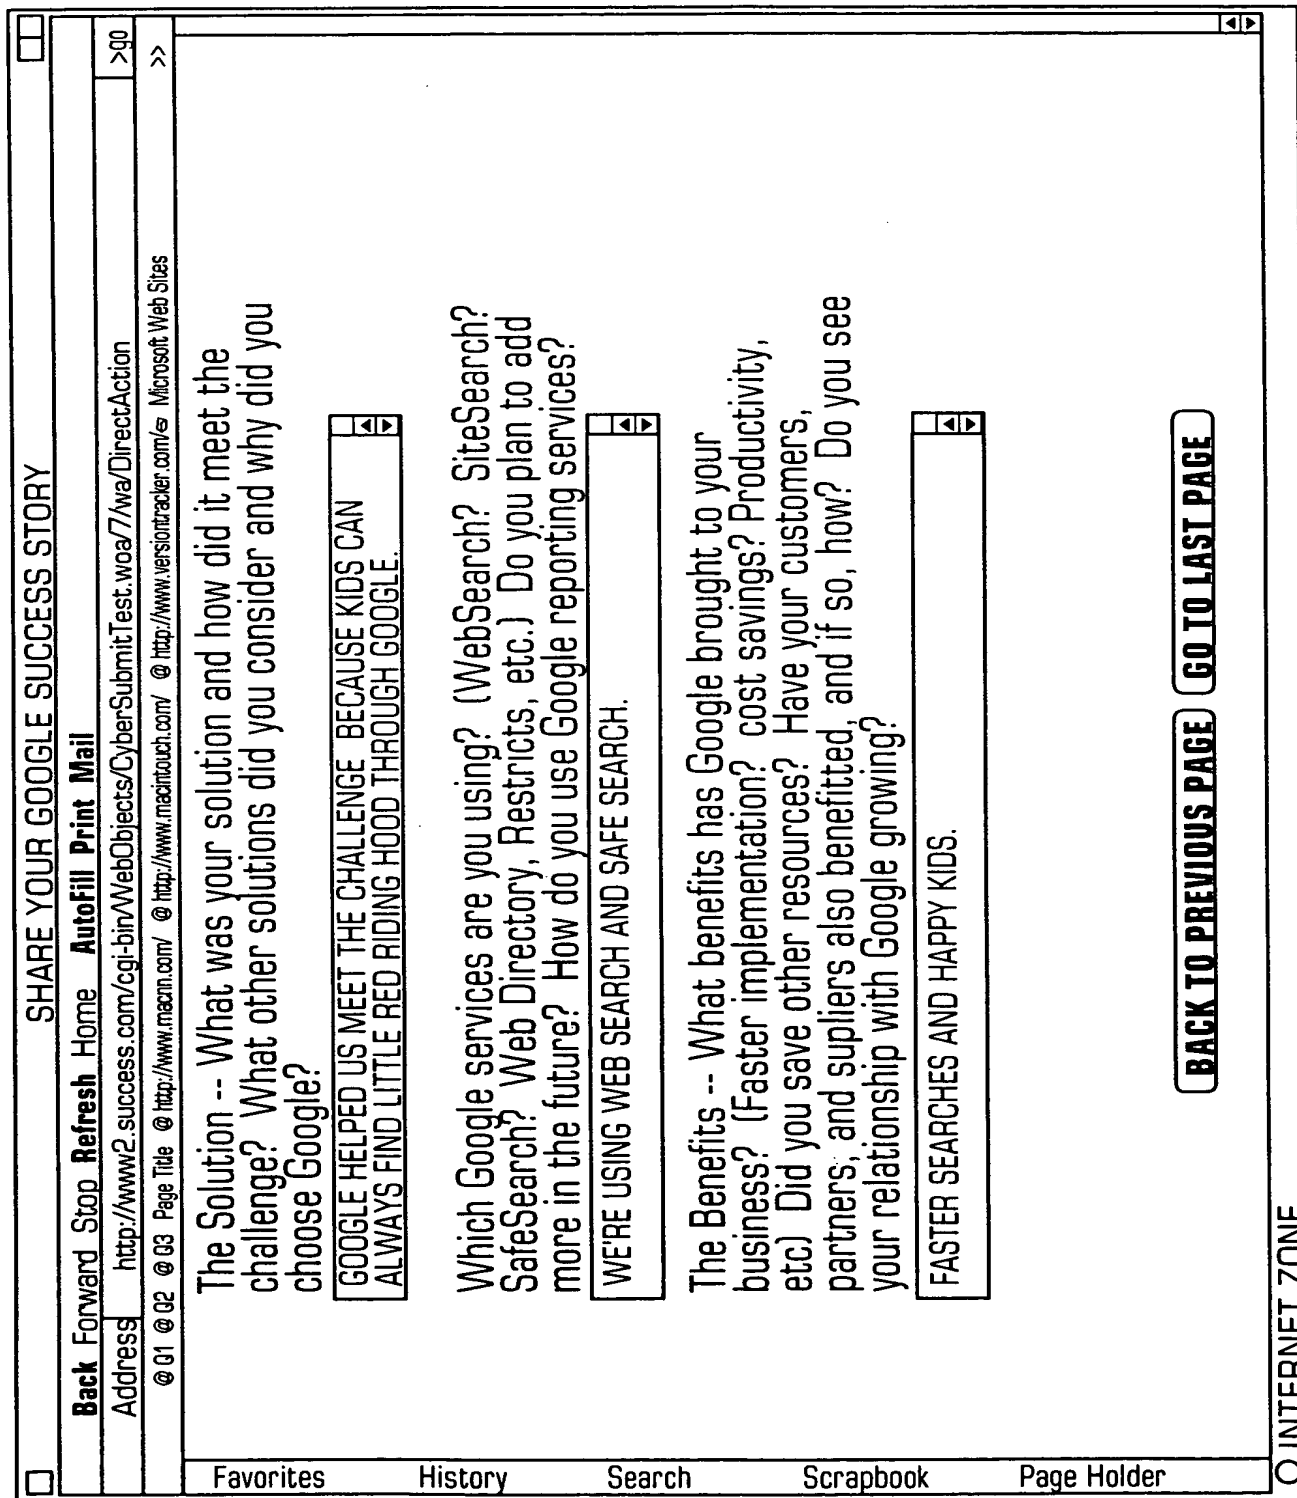 SHARE YOUR GOOGLE SUCCESS STORY
Back Forward Stop Refresh Home AutoFill Print Mail
Address http://www2.success.com/cgi-bin/WebObjects/CyberSubmitTest.woa/7/wa/DirectAction >go
@ Q1 @ Q2 @ Q3 Page Title @ http://www.macnn.com/ @ http://www.macintouch.com/ @ http://www.versiontracker.com/ Microsoft Web Sites >>
Favorites
History
Search
Scrapbook
Page Holder
The Solution -- What was your solution and how did it meet the
challenge? What other solutions did you consider and why did you
choose Google?
GOOGLE HELPED US MEET THE CHALLENGE BECAUSE KIDS CAN
ALWAYS FIND LITTLE RED RIDING HOOD THROUGH GOOGLE.
Which Google services are you using? (WebSearch? SiteSearch?
SafeSearch? Web Directory, Restricts, etc.) Do you plan to add
more in the future? How do you use Google reporting services?
WE'RE USING WEB SEARCH AND SAFE SEARCH.
The Benefits -- What benefits has Google brought to your
business? (Faster implementation? cost savings? Productivity,
etc) Did you save other resources? Have your customers,
partners, and supliers also benefitted, and if so, how? Do you see
your relationship with Google growing?
FASTER SEARCHES AND HAPPY KIDS.
BACK TO PREVIOUS PAGE GO TO LAST PAGE
INTERNET ZONE